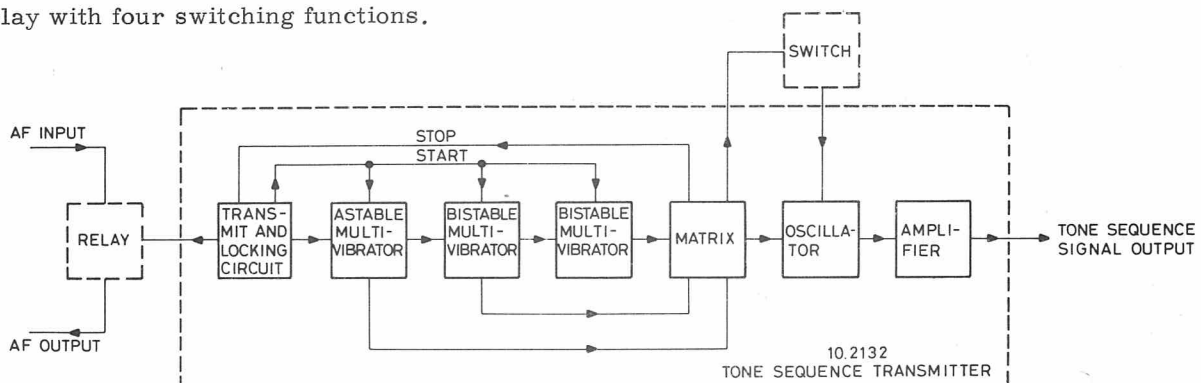 lay with four switching functions.
SWITCH
AF INPUT
STOP
START
RELAY
TRANS-
MIT AND
LOCKING
CIRCUIT
ASTABLE
MULTI-
VIBRATOR
BISTABLE
MULTI-
VIBRATOR
BISTABLE
MULTI-
VIBRATOR
MATRIX
OSCILLA-
TOR
AMPLI-
FIER
TONE SEQUENCE
SIGNAL OUTPUT
AF OUTPUT
10.2132
TONE SEQUENCE TRANSMITTER